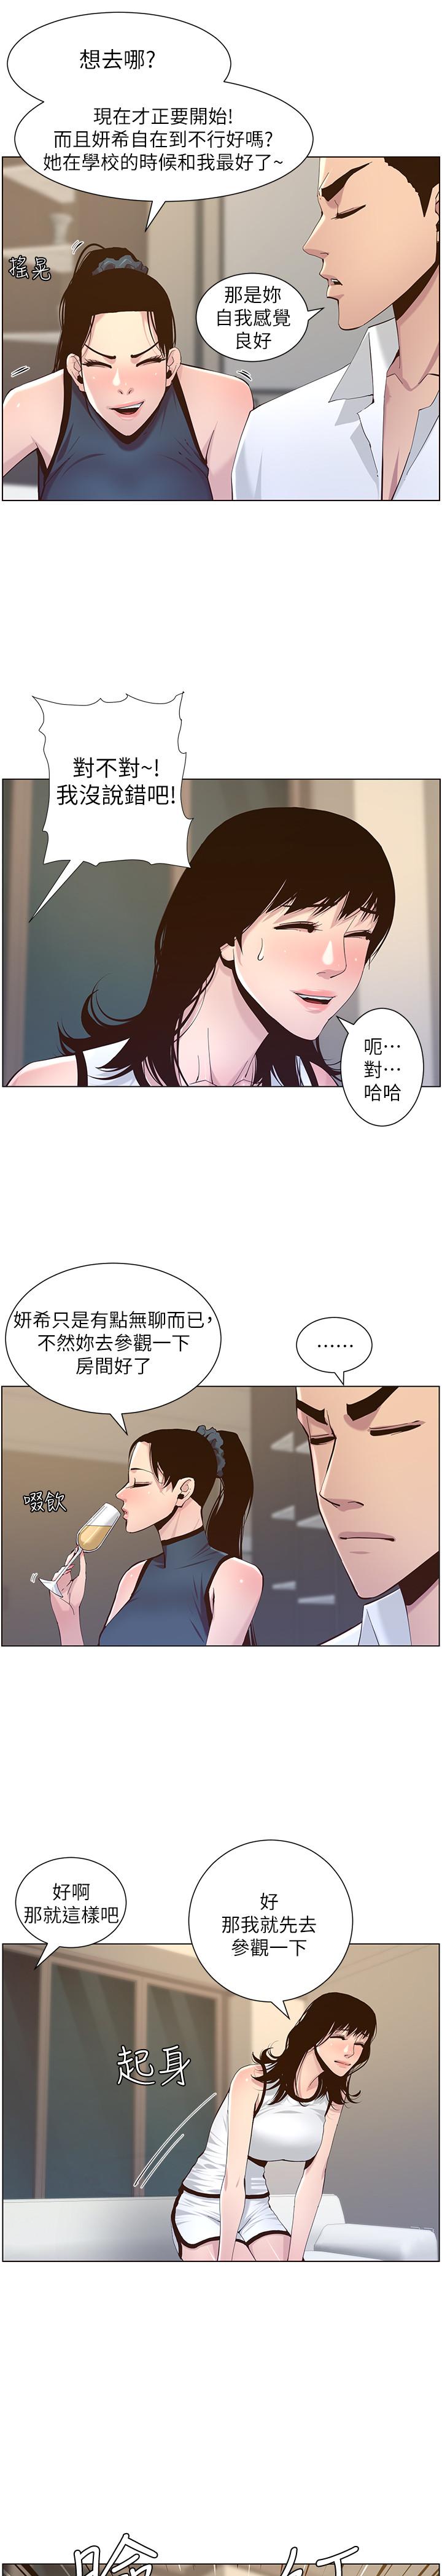 想去哪?
現在才正要開始!
而且妍希自在到不行好嗎?
她在學校的時候和我最好了~
搖晃
那是妳
自我感覺
良好
對不對~!
我沒說錯吧!
呃…
對…
哈哈
妍希只是有點無聊而已,
不然妳去參觀一下
房間好了
……
啜飲
好啊
那就這樣吧
好
那我就先去
參觀一下
起身